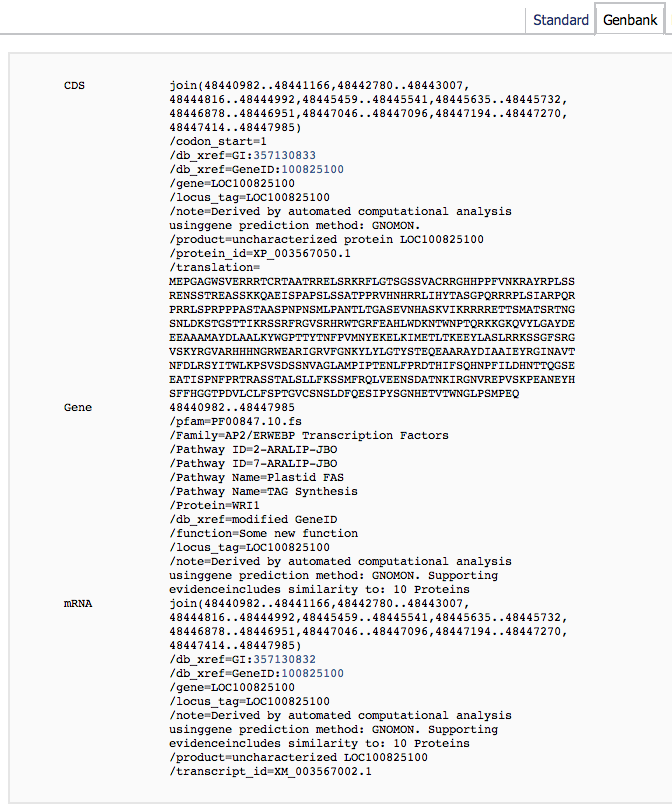 Standard Genbank
CDS join(48440982..48441166,48442780..48443007,
48444816..48444992,48445459..48445541,48445635..48445732,
48446878..48446951,48447046..48447096,48447194..48447270,
48447414..48447985)
/codon_start=1
/db_xref=GI:357130833
/db_xref=GeneID:100825100
/gene=LOC100825100
/locus_tag=LOC100825100
/note=Derived by automated computational analysis
usinggene prediction method: GNOMON.
/product=uncharacterized protein LOC100825100
/protein_id=XP_003567050.1
/translation=
MEPGAGWSVERRRTCRTAATRRELSRKRFLGTSGSSVACRRGHHPPFVNKRAYRPLSS
RENSSTREASSKKQAEISPAPSLSSATPPRVHNHRRLIHYTASGPQRRRPLSIARPQR
PRRLSPRPPPASTAASPNPNSMLPANTLTGASEVNHASKVIKRRRRETTSMATSRTNG
SNLDKSTGSTTIKRSSRFRGVSRHRWTGRFEAHLWDKNTWNPTQRKKGKQVYLGAYDE
EEAAAMAYDLAALKYWGPTTYTNFPVMNYEKELKIMETLTKEEYLASLRRKSSGFSRG
VSKYRGVARHHHNGRWEARIGRVFGNKYLYLGTYSTQEEAARAYDIAAIEYRGINAVT
NFDLRSYITWLKPSVSDSSNVAGLAMPIPTENLFPRDTHIFSQHNPFILDHNTTQGSE
EATISPNFPRTRASSTALSLLFKSSMFRQLVEENSDATNKIRGNVREPVSKPEANEYH
SFFHGGTPDVLCLFSPTGVCSNSLDFQESIPYSGNHETVTWNGLPSMPEQ
Gene 48440982..48447985
/pfam=PF00847.10.fs
/Family=AP2/ERWEBP Transcription Factors
/Pathway ID=2-ARALIP-JBO
/Pathway ID=7-ARALIP-JBO
/Pathway Name=Plastid FAS
/Pathway Name=TAG Synthesis
/Protein=WRI1
/db_xref=modified GeneID
/function=Some new function
/locus_tag=LOC100825100
/note=Derived by automated computational analysis
usinggene prediction method: GNOMON. Supporting
evidenceincludes similarity to: 10 Proteins
mRNA join(48440982..48441166,48442780..48443007,
48444816..48444992,48445459..48445541,48445635..48445732,
48446878..48446951,48447046..48447096,48447194..48447270,
48447414..48447985)
/db_xref=GI:357130832
/db_xref=GeneID:100825100
/gene=LOC100825100
/locus_tag=LOC100825100
/note=Derived by automated computational analysis
usinggene prediction method: GNOMON. Supporting
evidenceincludes similarity to: 10 Proteins
/product=uncharacterized LOC100825100
/transcript_id=XM_003567002.1